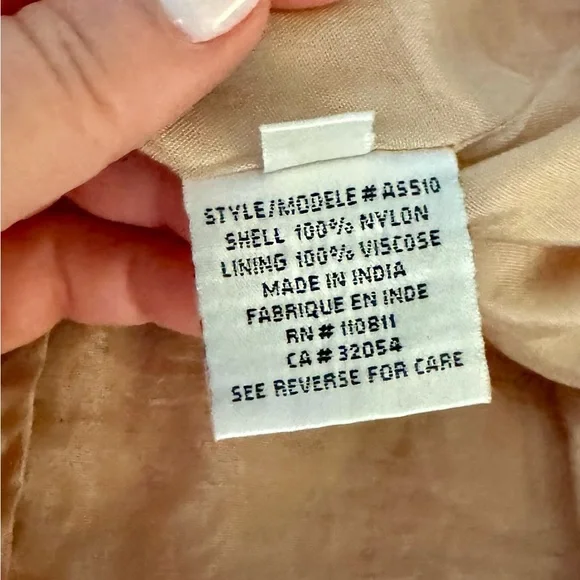 STYLE/MODELE # A5510
SHELL 100% NYLON
LINING 100% VISCOSE
MADE IN INDIA
FABRIQUE EN INDE
RN# 110811
CA# 32054
SEE REVERSE FOR CARE